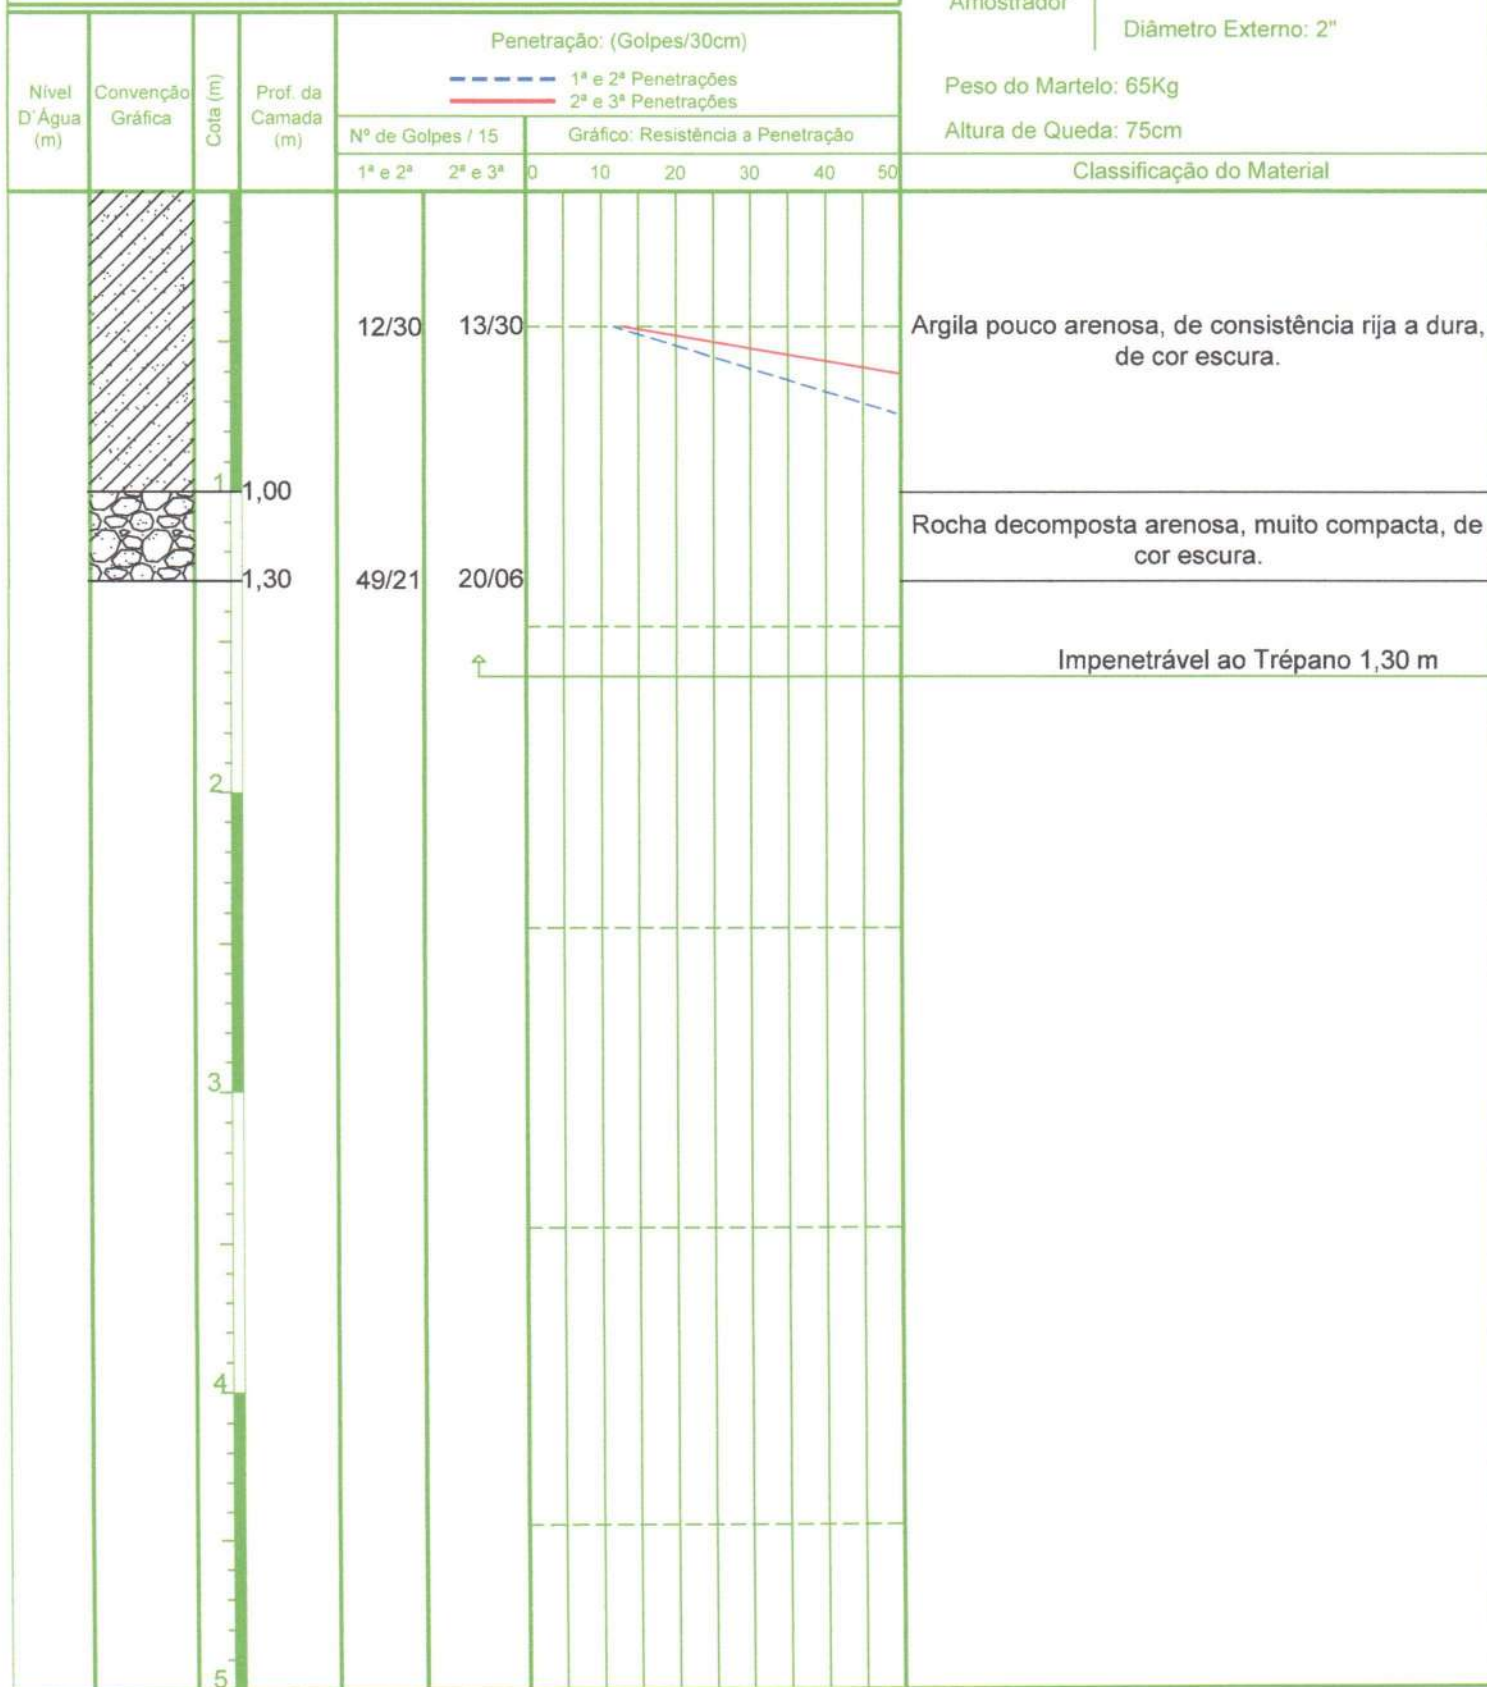 Amostrador
Diâmetro Externo: 2"
Peso do Martelo: 65Kg
Altura de Queda: 75cm
Nível
D´Água
(m)
Convenção
Gráfica
Cota (m)
Prof. da
Camada
(m)
Penetração: (Golpes/30cm)
1ª e 2ª Penetrações
2ª e 3ª Penetrações
Nº de Golpes / 15
Gráfico: Resistência a Penetração
1ª e 2ª
2ª e 3ª
0 10 20 30 40 50
Classificação do Material
12/30 13/30
Argila pouco arenosa, de consistência rija a dura,
de cor escura.
1
1,00
Rocha decomposta arenosa, muito compacta, de
cor escura.
1,30
49/21 20/06
Impenetrável ao Trépano 1,30 m
2
3
4
5